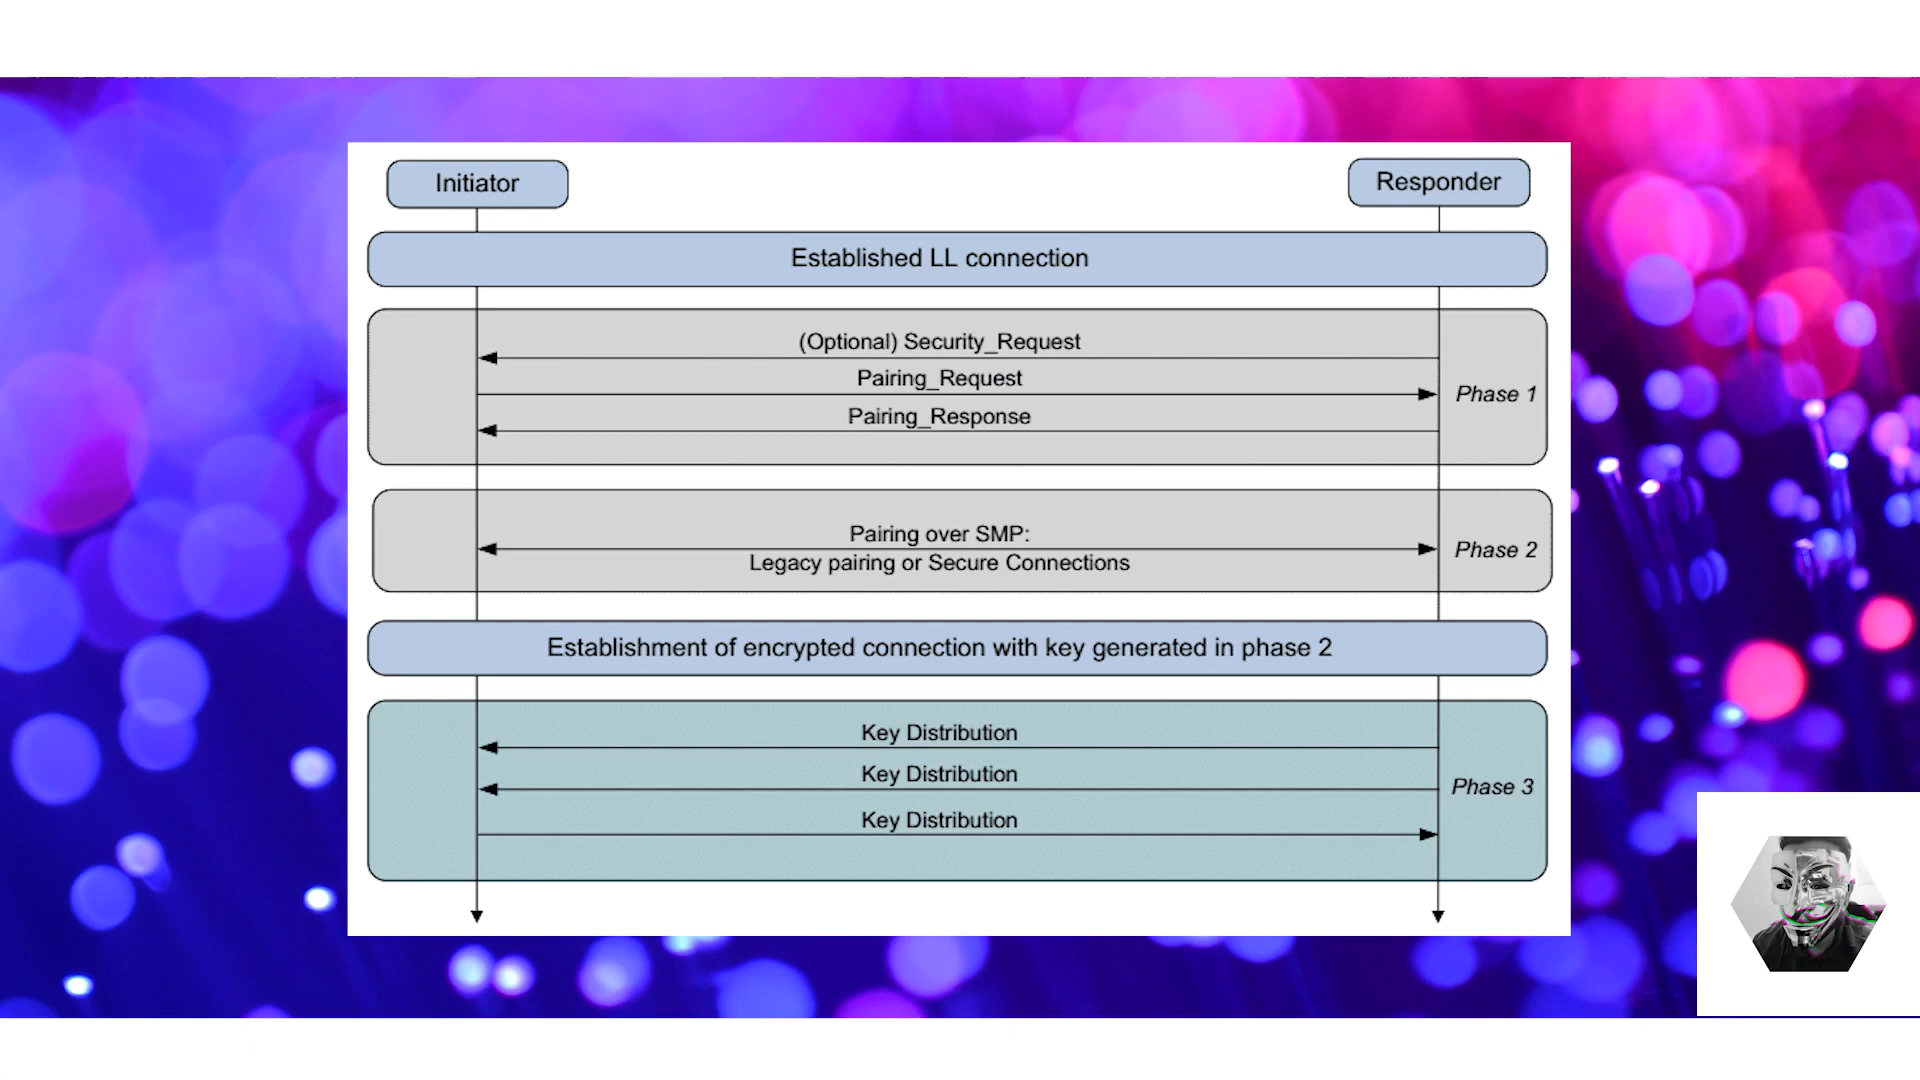 Initiator
Responder
Established LL connection
(Optional) Security_Request
Pairing_Request
Phase 1
Pairing_Response
Pairing over SMP:
Phase 2
Legacy pairing or Secure Connections
Establishment of encrypted connection with key generated in phase 2
Key Distribution
Key Distribution
Phase 3
Key Distribution